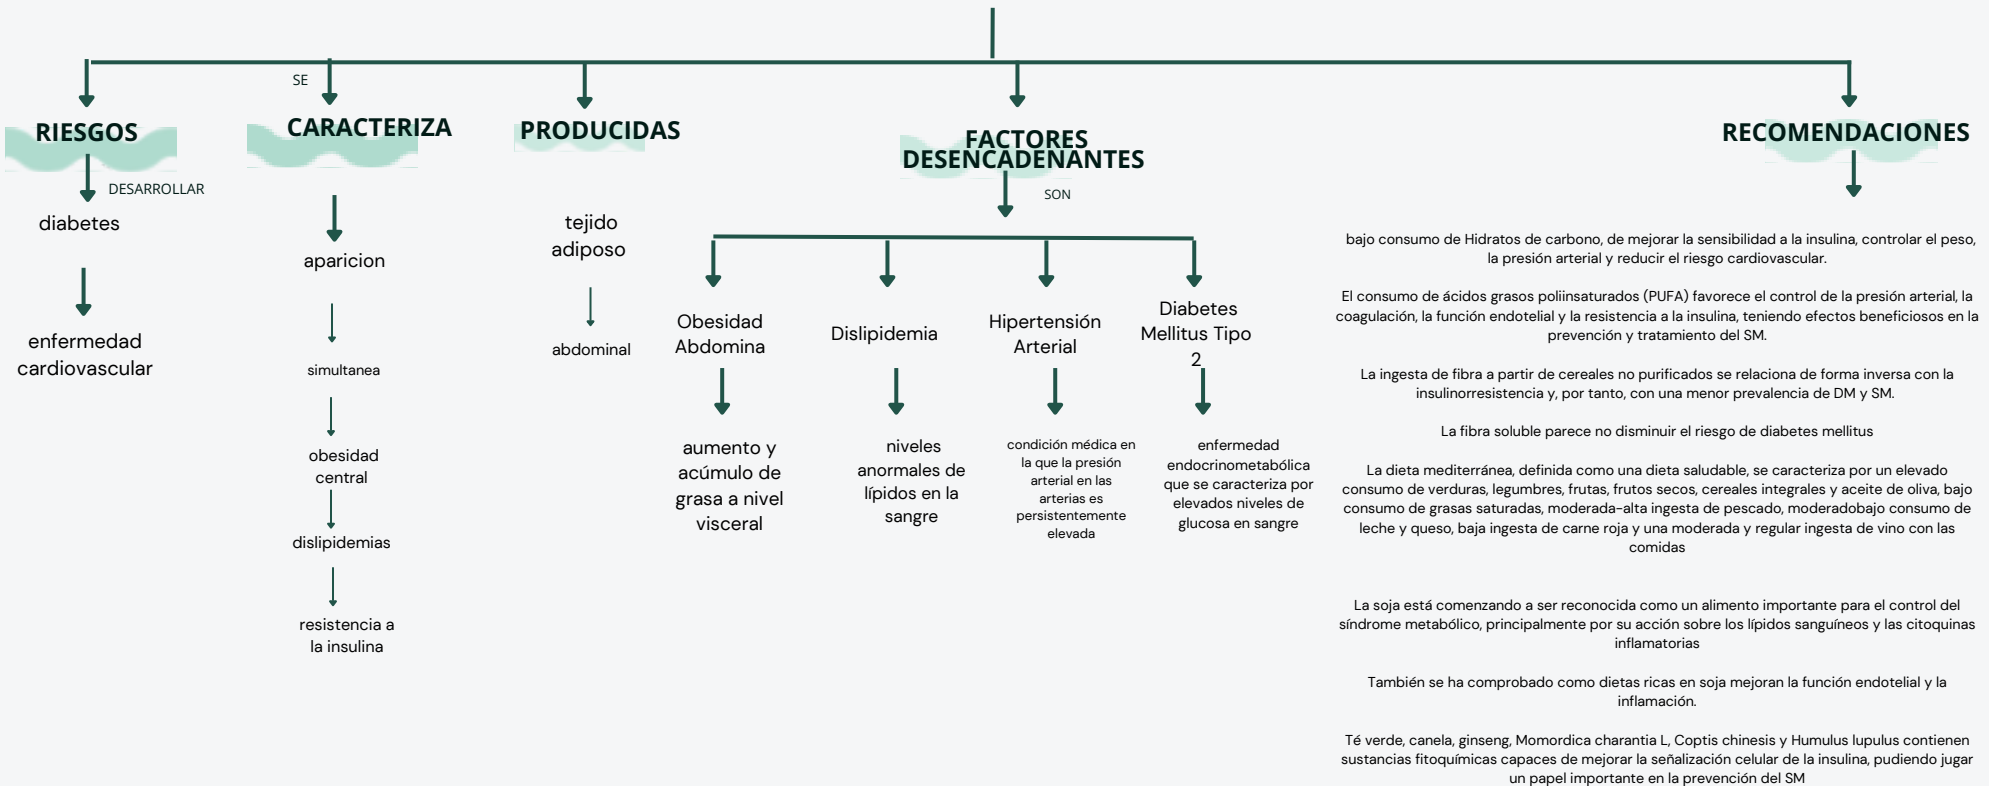 RIESGOS
DESARROLLAR
diabetes
enfermedad
cardiovascular
SE
CARACTERIZA
aparicion
simultanea
obesidad
central
dislipidemias
resistencia a
la insulina
PRODUCIDAS
tejido
adiposo
abdominal
FACTORES
DESENCADENANTES
SON
Obesidad
Abdomina
aumento y
acúmulo de
grasa a nivel
visceral
Dislipidemia
niveles
anormales de
lípidos en la
sangre
Hipertensión
Arterial
condición médica en
la que la presión
arterial en las
arterias es
persistentemente
elevada
Diabetes
Mellitus Tipo
2
enfermedad
endocrinometabólica
que se caracteriza por
elevados niveles de
glucosa en sangre
RECOMENDACIONES
bajo consumo de Hidratos de carbono, de mejorar la sensibilidad a la insulina, controlar el peso,
la presión arterial y reducir el riesgo cardiovascular.
El consumo de ácidos grasos poliinsaturados (PUFA) favorece el control de la presión arterial, la
coagulación, la función endotelial y la resistencia a la insulina, teniendo efectos beneficiosos en la
prevención y tratamiento del SM.
La ingesta de fibra a partir de cereales no purificados se relaciona de forma inversa con la
insulinorresistencia y, por tanto, con una menor prevalencia de DM y SM.
La fibra soluble parece no disminuir el riesgo de diabetes mellitus
La dieta mediterránea, definida como una dieta saludable, se caracteriza por un elevado
consumo de verduras, legumbres, frutas, frutos secos, cereales integrales y aceite de oliva, bajo
consumo de grasas saturadas, moderada-alta ingesta de pescado, moderadobajo consumo de
leche y queso, baja ingesta de carne roja y una moderada y regular ingesta de vino con las
comidas
La soja está comenzando a ser reconocida como un alimento importante para el control del
síndrome metabólico, principalmente por su acción sobre los lípidos sanguíneos y las citoquinas
inflamatorias
También se ha comprobado como dietas ricas en soja mejoran la función endotelial y la
inflamación.
Té verde, canela, ginseng, Momordica charantia L, Coptis chinesis y Humulus lupulus contienen
sustancias fitoquímicas capaces de mejorar la señalización celular de la insulina, pudiendo jugar
un papel importante en la prevención del SM